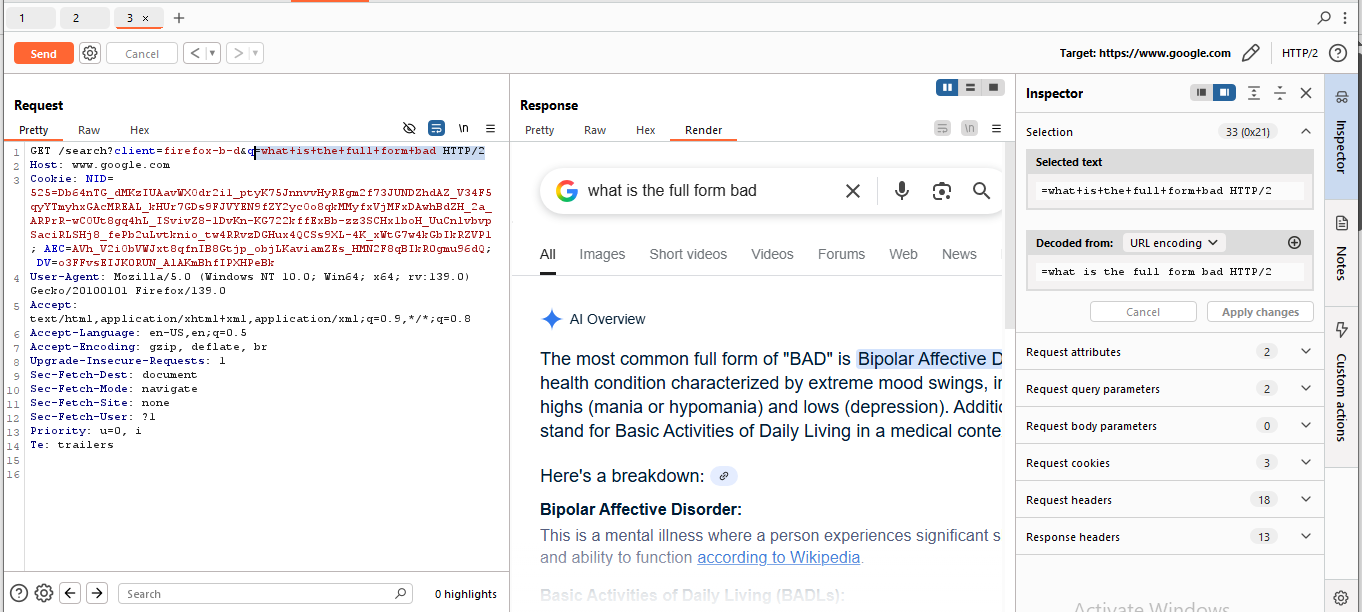 1 2 3 × +
Send Cancel < > Target: https://www.google.com HTTP/2
Request
Pretty Raw Hex \n
1 GET /search?client=firefox-b-d&q=what+is+the+full+form+bad HTTP/2
2 Host: www.google.com
3 Cookie: NID=
525=Db64nTG_dMKzIUAavWX0dr2il_ptyK75JnnvvHyREgm2f73JUNDZhdAZ_V34F5
qyYTmyhxGAcMREAL_kHUr7GDs9FJVYEN9fZY2yc0o8qkMMyfxVjMFxDAwhBdZH_2a_
ARPrR-wC0Ut8gq4hL_ISvivZ8-lDvKn-KG722kffExBb-zz3SCHxlboH_UuCnlvbvp
SaciRLSHj8_fePb2uLvtknio_tw4RRvzDGHux4QCSs9XL-4K_xWtG7w4kGbIkRZVPl
; AEC=AVh_V2i0bVWJxt8qfnIB8Gtjp_objLKaviamZEs_HMN2F8qBIkROgmu96dQ;
DV=o3FFvsEIJK0RUN_AlAKmBhfIPXHPeBk
4 User-Agent: Mozilla/5.0 (Windows NT 10.0; Win64; x64; rv:139.0)
Gecko/20100101 Firefox/139.0
5 Accept:
text/html,application/xhtml+xml,application/xml;q=0.9,*/*;q=0.8
6 Accept-Language: en-US,en;q=0.5
7 Accept-Encoding: gzip, deflate, br
8 Upgrade-Insecure-Requests: 1
9 Sec-Fetch-Dest: document
10 Sec-Fetch-Mode: navigate
11 Sec-Fetch-Site: none
12 Sec-Fetch-User: ?1
13 Priority: u=0, i
14 Te: trailers
15
16
Search 0 highlights
Response
Pretty Raw Hex Render \n
what is the full form bad
All Images Short videos Videos Forums Web News
AI Overview
The most common full form of "BAD" is Bipolar Affective D
health condition characterized by extreme mood swings, in
highs (mania or hypomania) and lows (depression). Additio
stand for Basic Activities of Daily Living in a medical conte
Here's a breakdown:
Bipolar Affective Disorder:
This is a mental illness where a person experiences significant s
and ability to function according to Wikipedia.
Basic Activities of Daily Living (BADLs):
Inspector
Selection 33 (0x21)
Selected text
=what+is+the+full+form+bad HTTP/2
Decoded from: URL encoding
=what is the full form bad HTTP/2
Cancel Apply changes
Request attributes 2
Request query parameters 2
Request body parameters 0
Request cookies 3
Request headers 18
Response headers 13
Activate Windows
Inspector
Notes
Custom actions